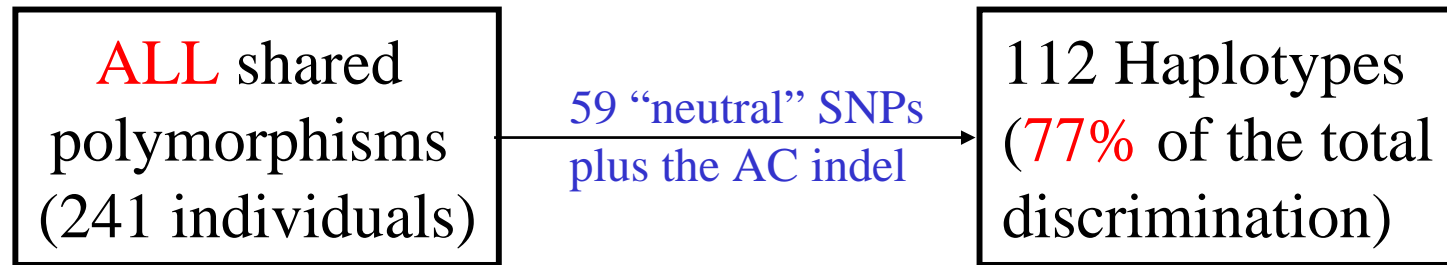 ALL shared
polymorphisms
(241 individuals)
59 “neutral” SNPs
plus the AC indel
112 Haplotypes
(77% of the total
discrimination)